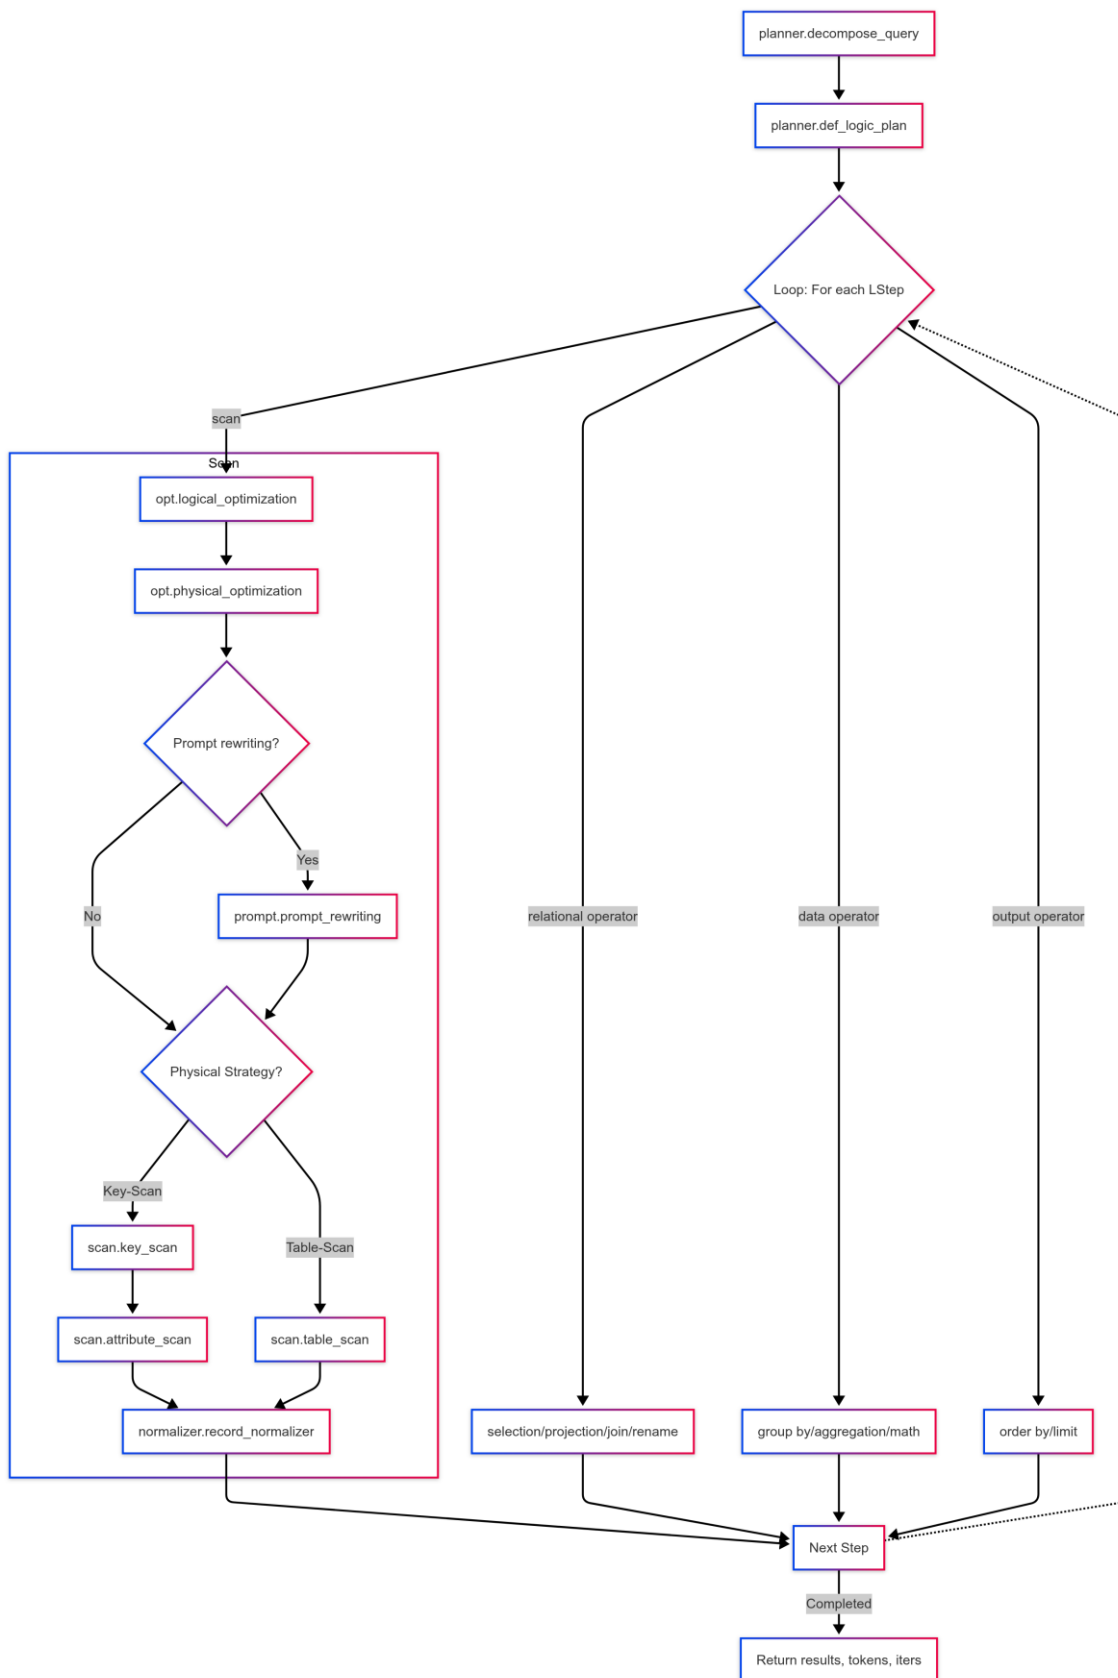 planner.decompose_query
planner.def_logic_plan
Loop: For each LStep
scan
Scan
opt.logical_optimization
opt.physical_optimization
Prompt rewriting?
Yes
No
prompt.prompt_rewriting
relational operator
data operator
output operator
Physical Strategy?
Key-Scan
scan.key_scan
Table-Scan
scan.attribute_scan
scan.table_scan
normalizer.record_normalizer
selection/projection/join/rename
group by/aggregation/math
order by/limit
Next Step
Completed
Return results, tokens, iters